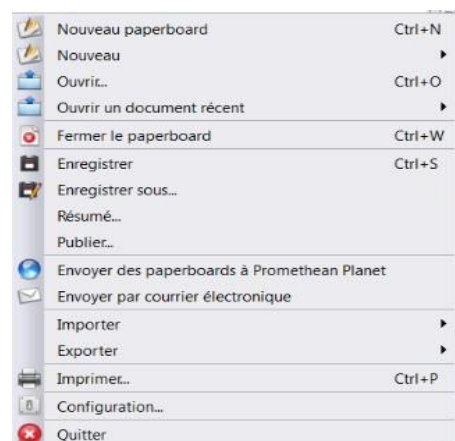 Nouveau paperboard Ctrl+N
Nouveau
Ouvrir... Ctrl+O
Ouvrir un document récent
Fermer le paperboard Ctrl+W
Enregistrer Ctrl+S
Enregistrer sous...
Résumé...
Publier...
Envoyer des paperboards à Promethean Planet
Envoyer par courrier électronique
Importer
Exporter
Imprimer... Ctrl+P
Configuration...
Quitter